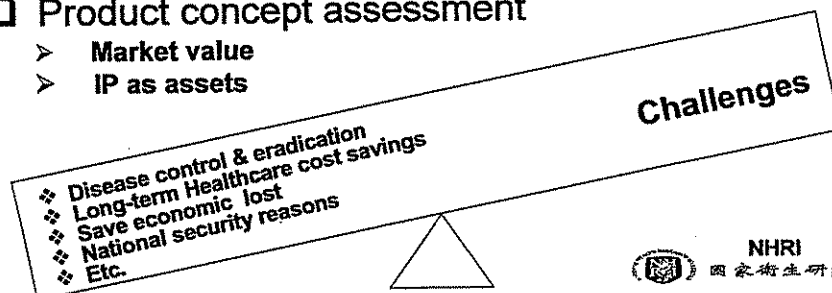 Product concept assessment
➢ Market value
➢ IP as assets
Challenges
❖ Disease control & eradication
❖ Long-term Healthcare cost savings
❖ Save economic lost
❖ National security reasons
❖ Etc.
NHRI
國家衛生研